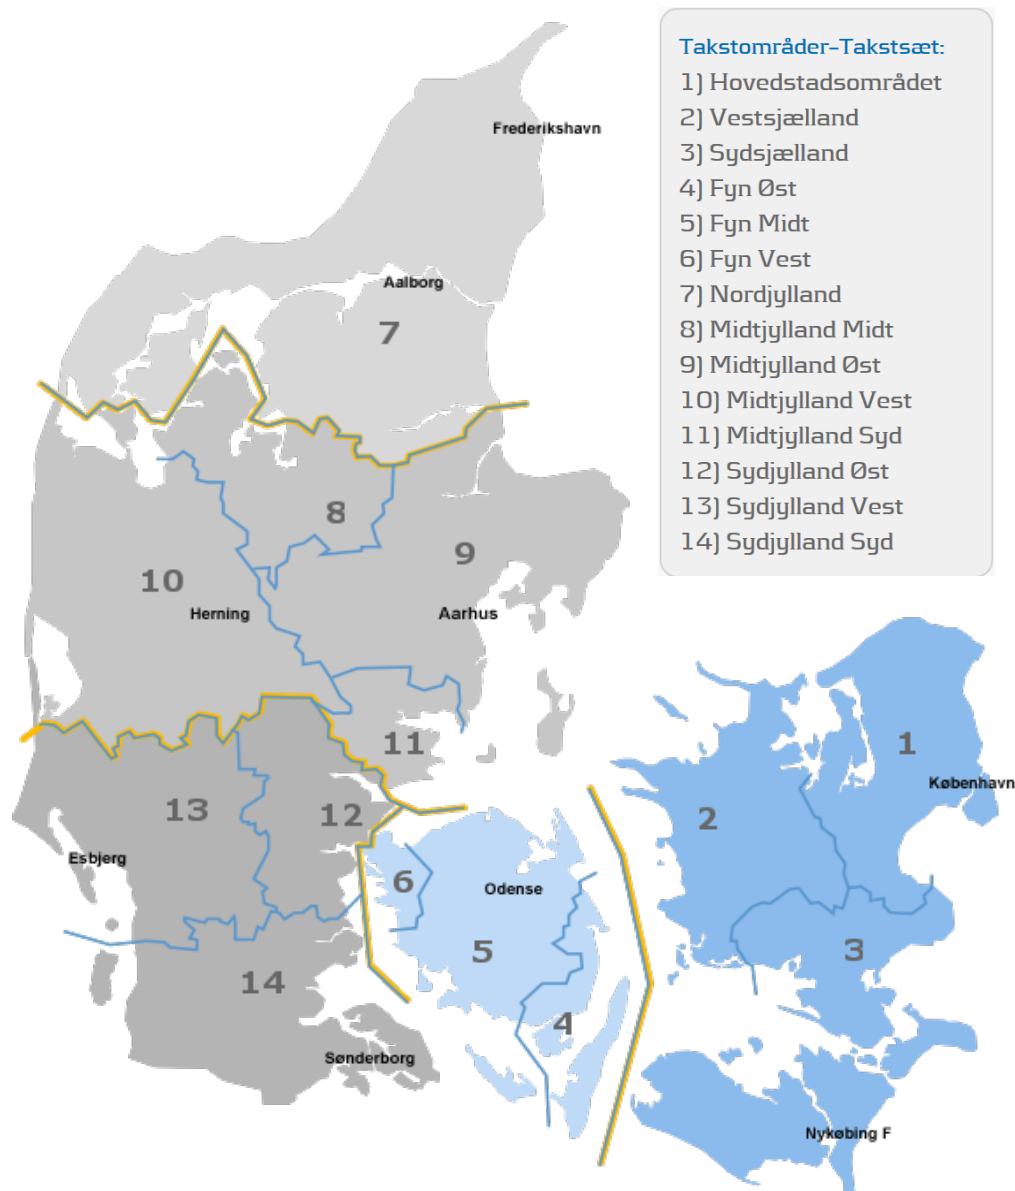 Takstområder-Takstsæt:
1) Hovedstadsområdet
2) Vestsjælland
3) Sydsjælland
4) Fyn Øst
5) Fyn Midt
6) Fyn Vest
7) Nordjylland
8) Midtjylland Midt
9) Midtjylland Øst
10) Midtjylland Vest
11) Midtjylland Syd
12) Sydjylland Øst
13) Sydjylland Vest
14) Sydjylland Syd
Frederikshavn
Aalborg
7
8
9
10
Herning
Aarhus
11
1
København
13
12
2
Esbjerg
6
Odense
5
3
14
4
Sønderborg
Nykøbing F